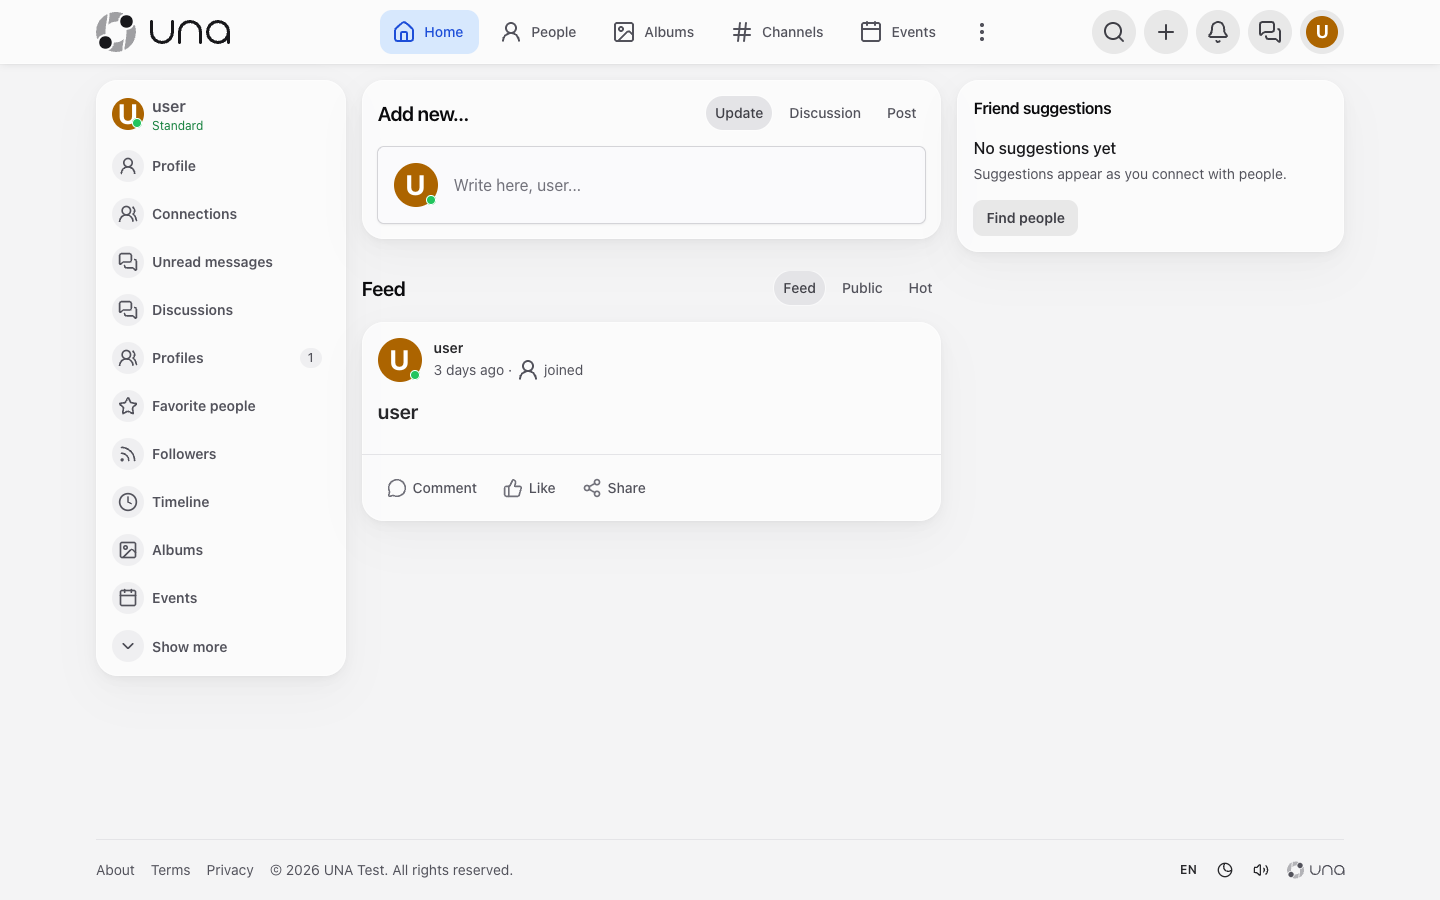 una
Home
People
Albums
Channels
Events
U
user
Standard
Profile
Connections
Unread messages
Discussions
Profiles
1
Favorite people
Followers
Timeline
Albums
Events
Show more
Add new...
Update
Discussion
Post
U
Write here, user...
Feed
Feed
Public
Hot
U
user
3 days ago · joined
user
Comment
Like
Share
Friend suggestions
No suggestions yet
Suggestions appear as you connect with people.
Find people
About
Terms
Privacy
© 2026 UNA Test. All rights reserved.
EN
una